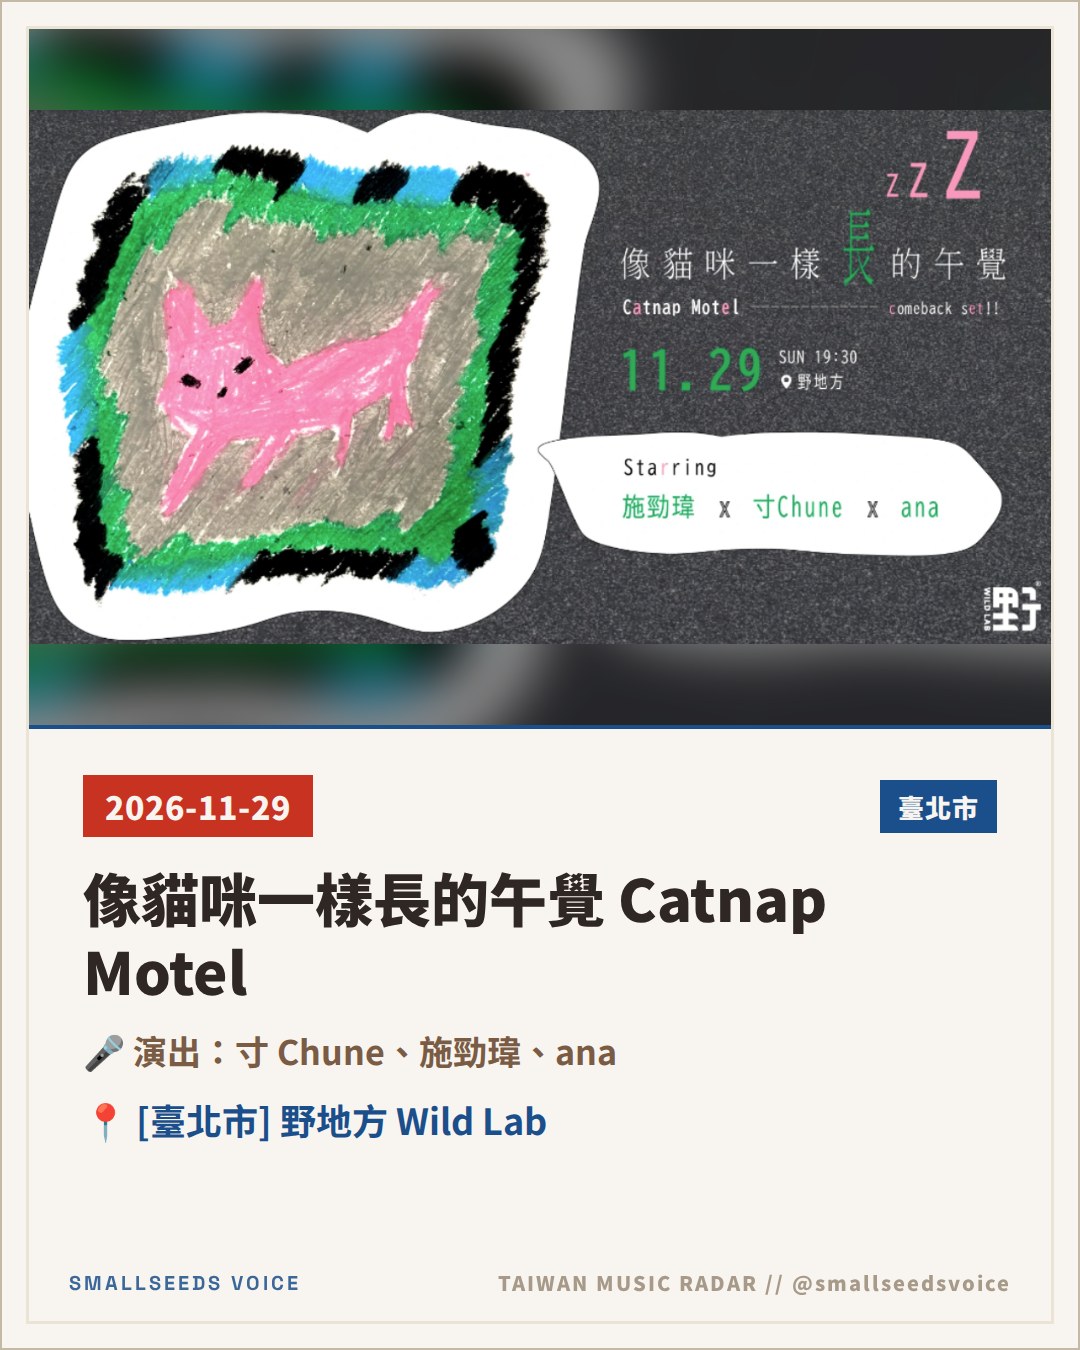 z z Z
像貓咪一樣長的午覺
Catnap Motel comeback set!!
11.29 SUN 19:30
野地方
Starring
施勁瑋 x 寸Chune x ana
WILD LAB 野
2026-11-29
臺北市
像貓咪一樣長的午覺 Catnap
Motel
演出：寸 Chune、施勁瑋、ana
[臺北市] 野地方 Wild Lab
SMALLSEEDS VOICE
TAIWAN MUSIC RADAR // @smallseedsvoice